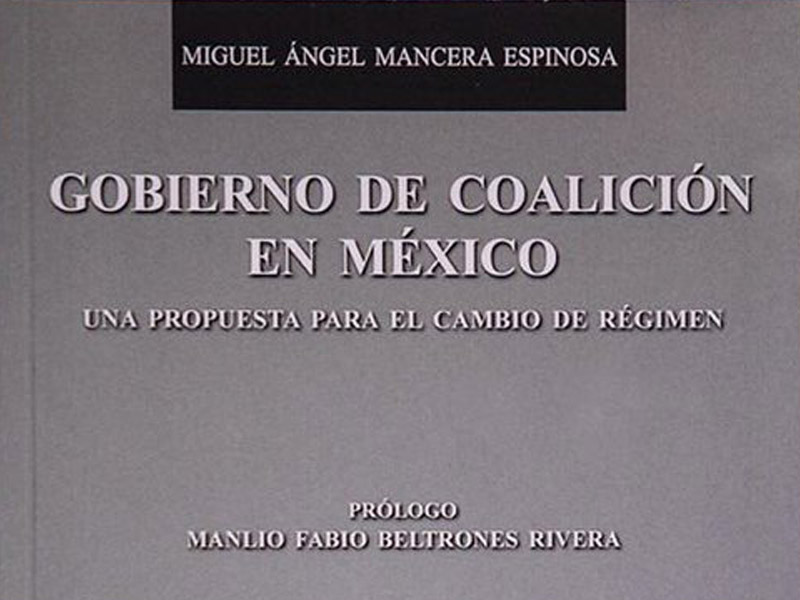 MIGUEL ÁNGEL MANCERA ESPINOSA
GOBIERNO DE COALICIÓN
EN MÉXICO
UNA PROPUESTA PARA EL CAMBIO DE RÉGIMEN
PRÓLOGO
MANLIO FABIO BELTRONES RIVERA